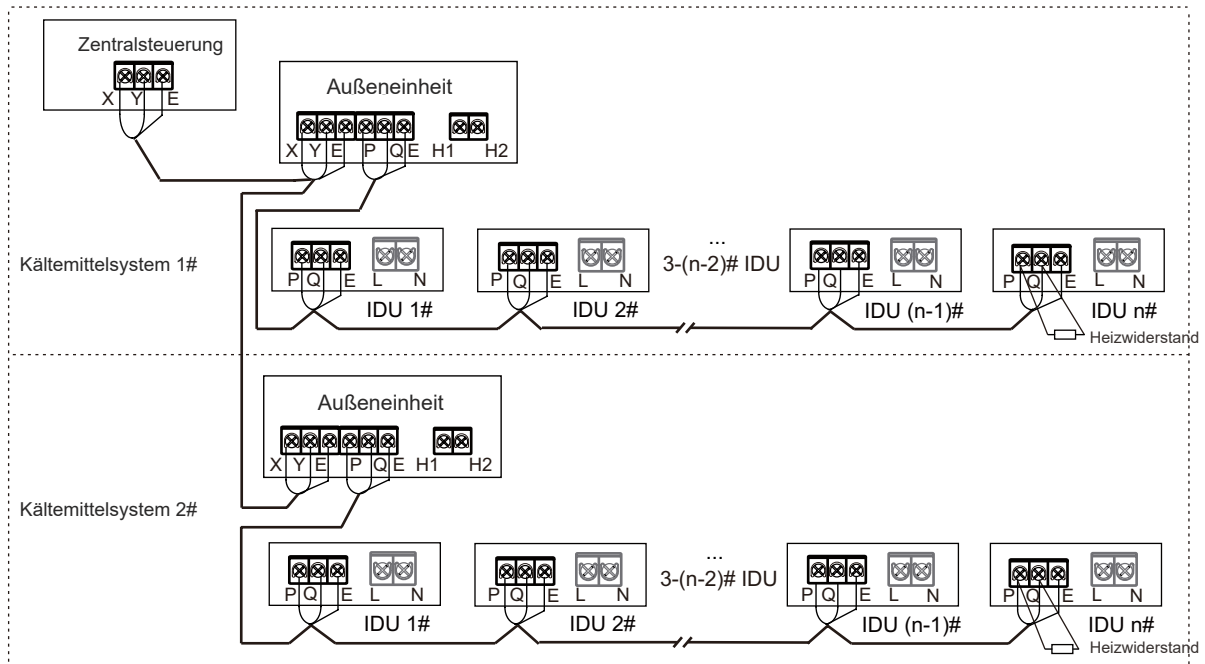 Zentralsteuerung
X Y E
Außeneinheit
X Y E P Q E H1 H2
Kältemittelsystem 1#
P Q E L N
IDU 1#
P Q E L N
IDU 2#
...
3-(n-2)# IDU
P Q E L N
IDU (n-1)#
P Q E L N
IDU n#
Heizwiderstand
Außeneinheit
X Y E P Q E H1 H2
Kältemittelsystem 2#
P Q E L N
IDU 1#
P Q E L N
IDU 2#
...
3-(n-2)# IDU
P Q E L N
IDU (n-1)#
P Q E L N
IDU n#
Heizwiderstand